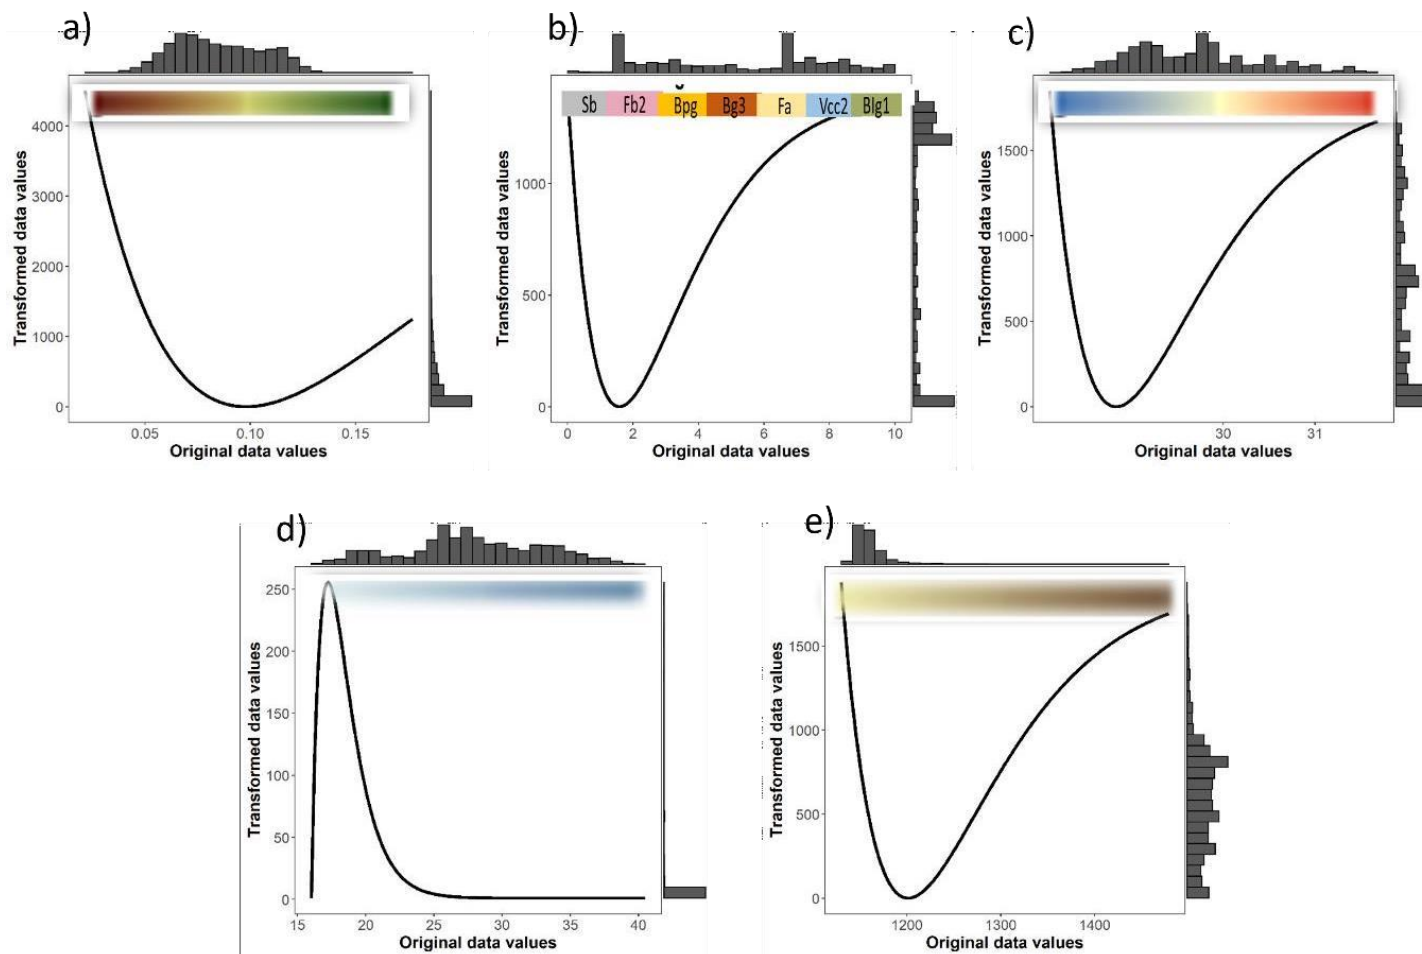 a)
4000
3000
2000
1000
0
0.05 0.10 0.15
Original data values
Transformed data values
b)
Sb Fb2 Bpg Bg3 Fa Vcc2 Blg1
1000
500
0
0 2 4 6 8 10
Original data values
Transformed data values
c)
1500
1000
500
0
30 31
Original data values
Transformed data values
d)
250
200
150
100
50
0
15 20 25 30 35 40
Original data values
Transformed data values
e)
1500
1000
500
0
1200 1300 1400
Original data values
Transformed data values